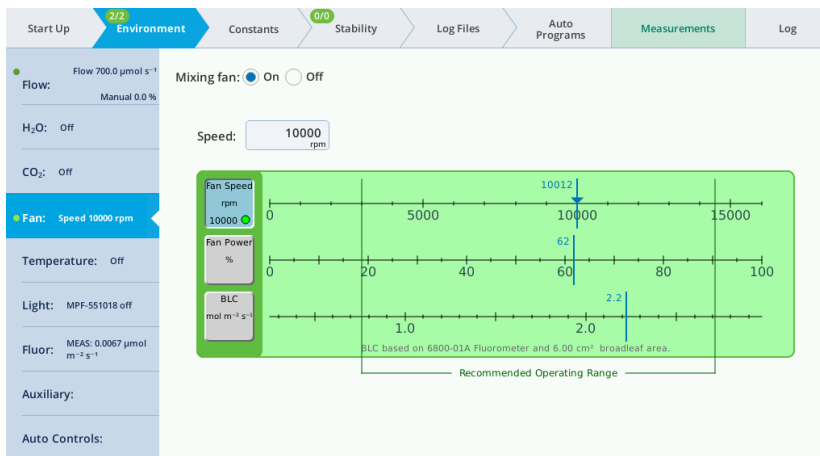 2/2 0/0
Start Up Environment Constants Stability Log Files Auto Programs Measurements Log
Flow: Flow 700.0 µmol s⁻¹
Manual 0.0 %
H₂O: Off
CO₂: Off
Fan: Speed 10000 rpm
Temperature: Off
Light: MPF-551018 off
Fluor: MEAS: 0.0067 µmol
m⁻² s⁻¹
Auxiliary:
Auto Controls:
Mixing fan: On Off
Speed: 10000
rpm
Fan Speed
rpm
10000
10012
0 5000 10000 15000
Fan Power
%
62
0 20 40 60 80 100
BLC
mol m⁻² s⁻¹
2.2
1.0 2.0
BLC based on 6800-01A Fluorometer and 6.00 cm² broadleaf area.
Recommended Operating Range